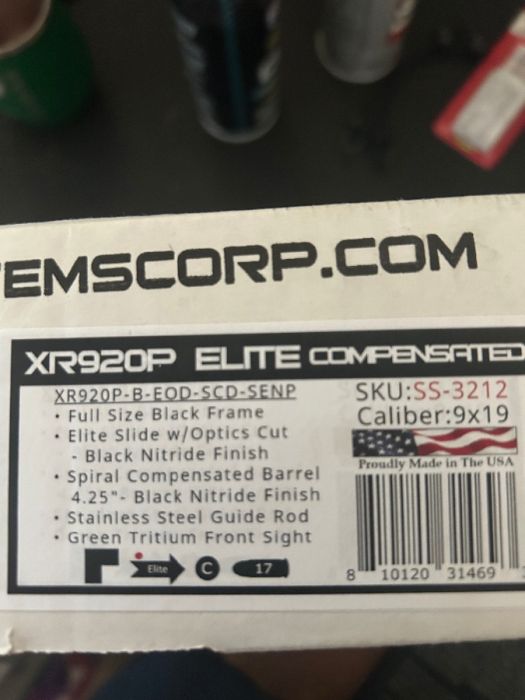 EMSCORP.COM
XR920P ELITE COMPENSATED
XR920P-B-EOD-SCD-SENP
• Full Size Black Frame
• Elite Slide w/Optics Cut
- Black Nitride Finish
• Spiral Compensated Barrel
4.25"- Black Nitride Finish
• Stainless Steel Guide Rod
• Green Tritium Front Sight
Elite C 17
SKU:SS-3212
Caliber:9x19
Proudly Made in The USA
8 10120 31469